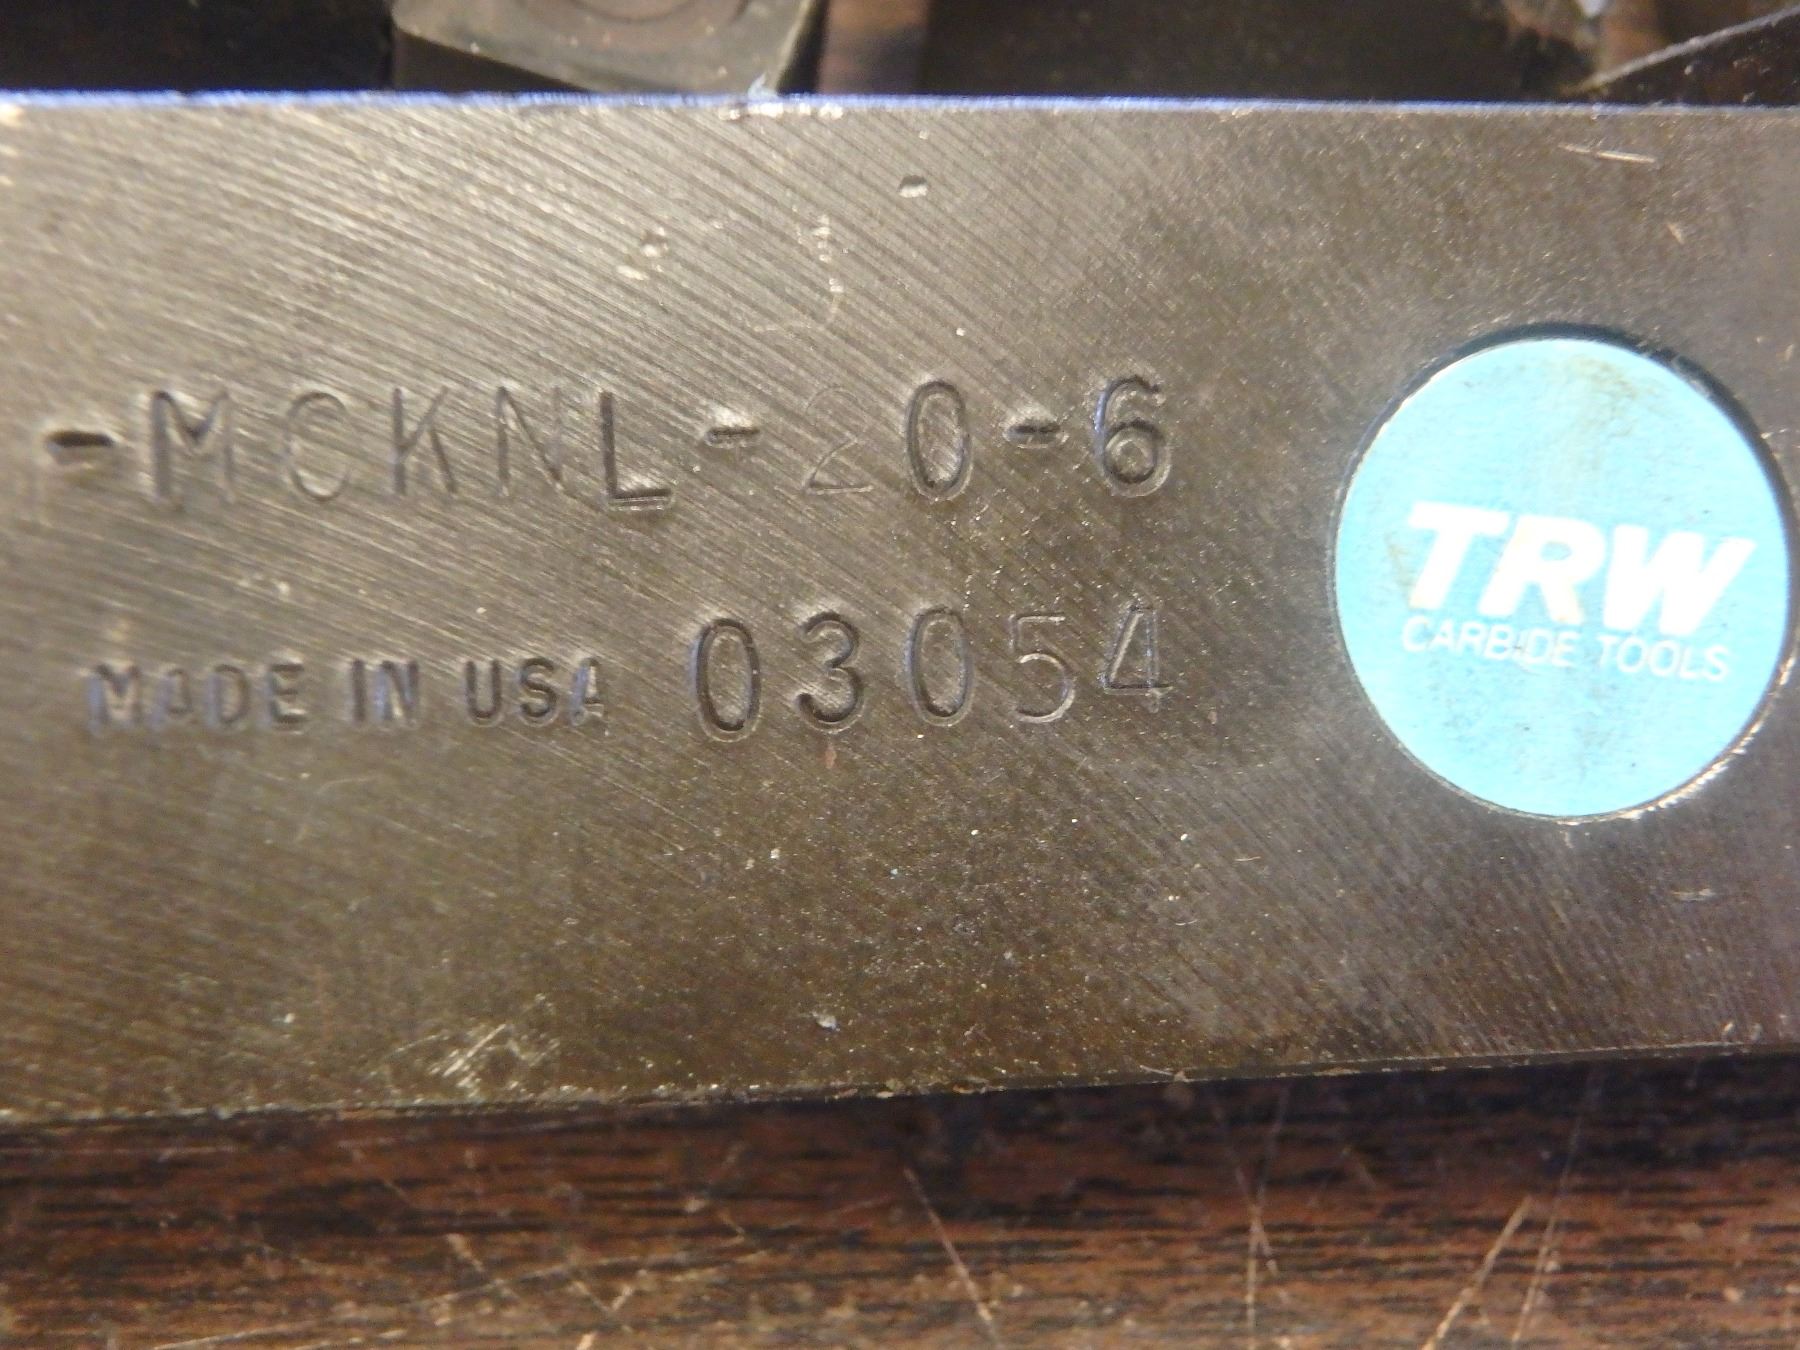 -MCKNL-20-6
MADE IN USA 03054
TRW
CARBIDE TOOLS